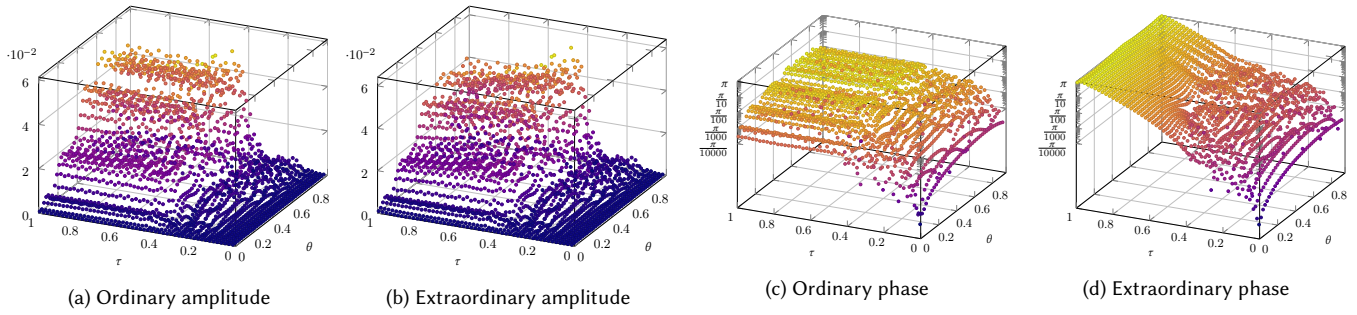 ·10⁻²
6
4
2
0
1
0.8
0.6
0.4
0.2
0
0
0.2
0.4
0.6
0.8
τ
θ
(a) Ordinary amplitude
·10⁻²
6
4
2
0
1
0.8
0.6
0.4
0.2
0
0
0.2
0.4
0.6
0.8
τ
θ
(b) Extraordinary amplitude
π
π/10
π/100
π/1000
π/10000
1
0.8
0.6
0.4
0.2
0
0
0.2
0.4
0.6
0.8
τ
θ
(c) Ordinary phase
π
π/10
π/100
π/1000
π/10000
1
0.8
0.6
0.4
0.2
0
0
0.2
0.4
0.6
0.8
τ
θ
(d) Extraordinary phase